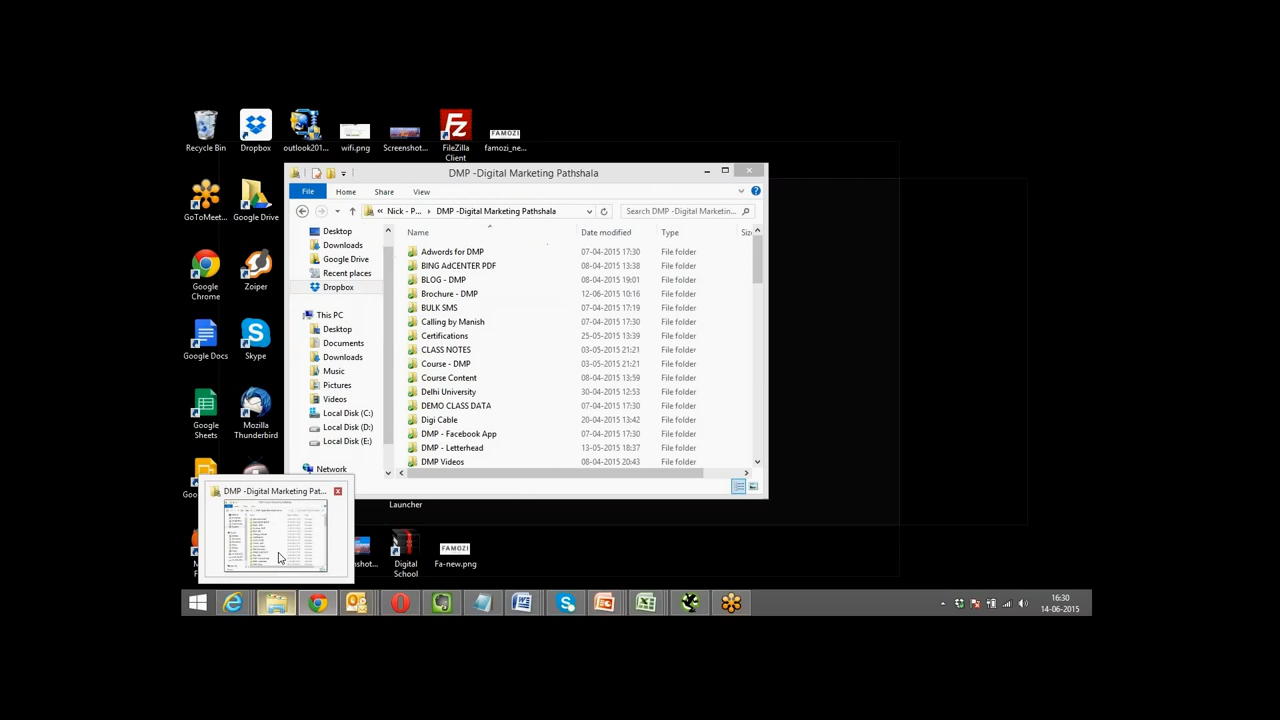 Recycle Bin
Dropbox
outlook201...
wifi.png
Screenshot...
FileZilla
Client
FAMOZI
famozi_ne...
GoToMeet...
Google Drive
Google
Chrome
Zoiper
Google Docs
Skype
Google
Sheets
Mozilla
Thunderbird
DMP -Digital Marketing Pathshala
File
Home
Share
View
« Nick - P...
DMP -Digital Marketing Pathshala
Search DMP -Digital Marketin...
Name
Date modified
Type
Desktop
Downloads
Google Drive
Recent places
Dropbox
This PC
Desktop
Documents
Downloads
Music
Pictures
Videos
Local Disk (C:)
Local Disk (D:)
Local Disk (E:)
Network
Adwords for DMP 07-04-2015 17:30 File folder
BING AdCENTER PDF 08-04-2015 13:38 File folder
BLOG - DMP 08-04-2015 19:01 File folder
Brochure - DMP 12-06-2015 10:16 File folder
BULK SMS 07-04-2015 17:19 File folder
Calling by Manish 07-04-2015 17:30 File folder
Certifications 25-05-2015 13:39 File folder
CLASS NOTES 03-05-2015 21:21 File folder
Course - DMP 03-05-2015 21:21 File folder
Course Content 08-04-2015 13:59 File folder
Delhi University 30-04-2015 12:53 File folder
DEMO CLASS DATA 07-04-2015 17:30 File folder
Digi Cable 20-04-2015 13:42 File folder
DMP - Facebook App 07-04-2015 17:30 File folder
DMP - Letterhead 13-05-2015 18:37 File folder
DMP Videos 08-04-2015 20:43 File folder
DMP -Digital Marketing Pat...
Launcher
Digital
School
FAMOZI
Fa-new.png
16:30
14-06-2015